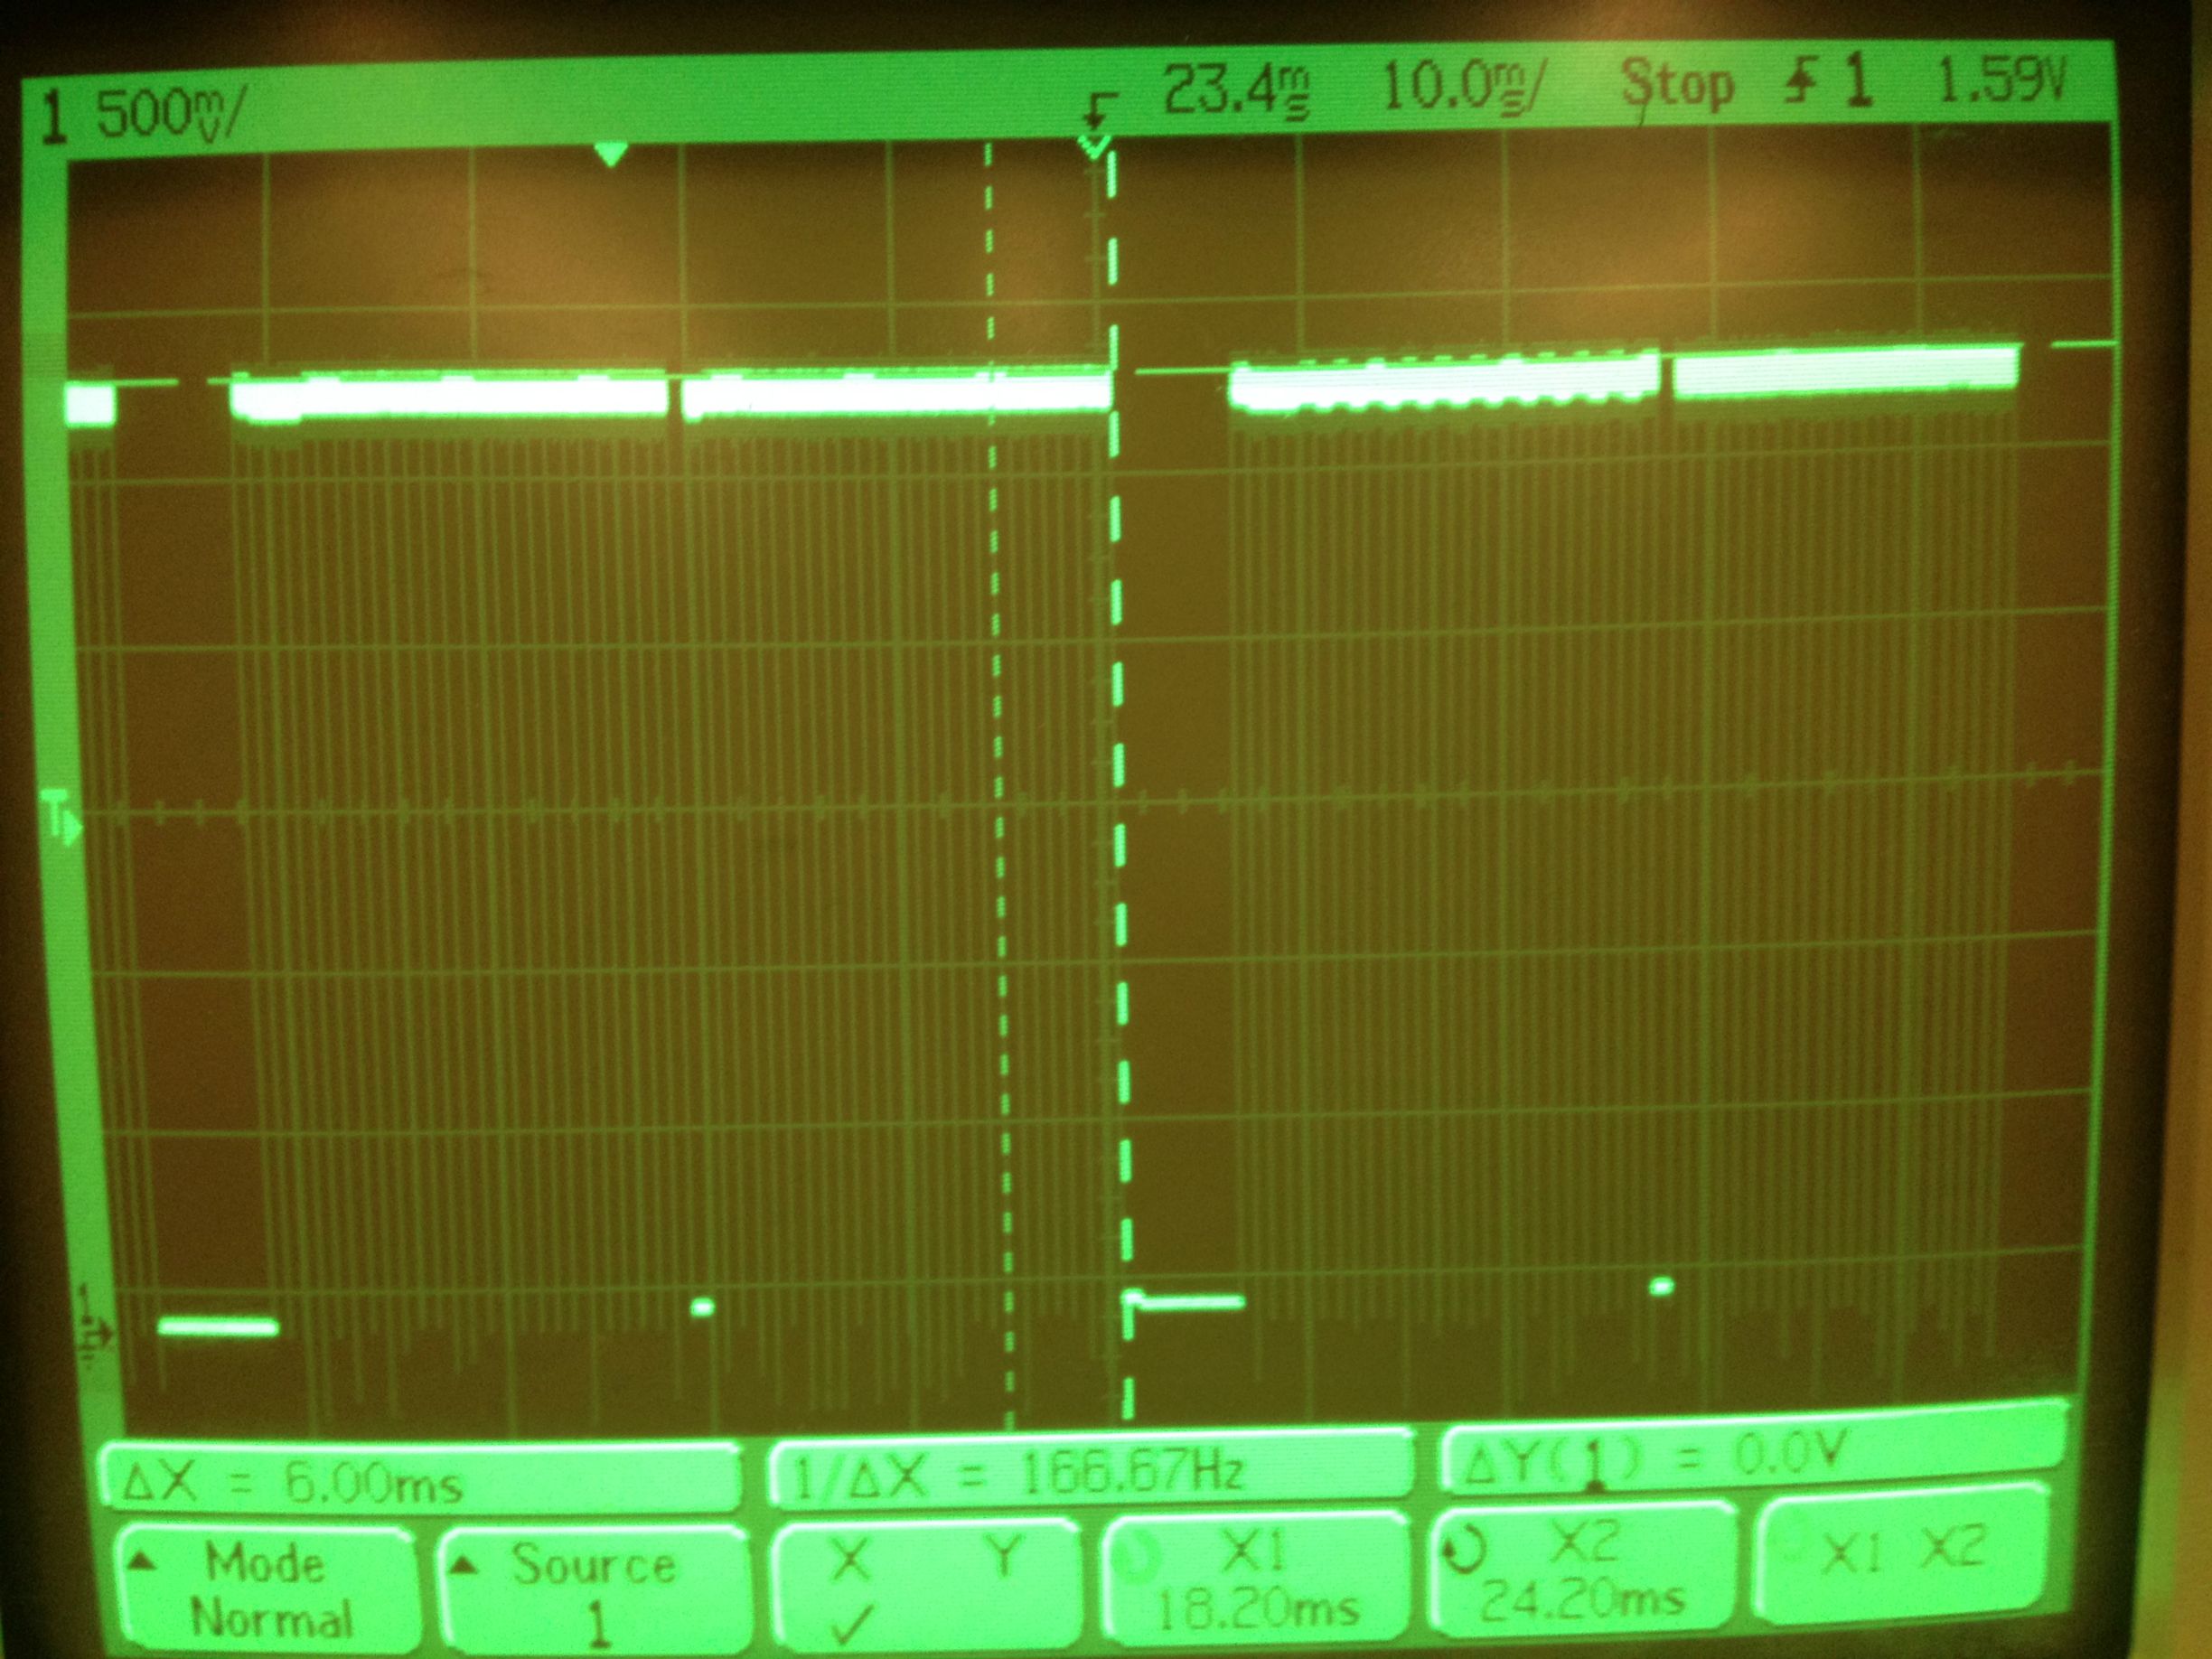 1 500mV/ 23.4ms 10.0ms/ Stop 1 1.59V
T
1
ΔX = 6.00ms 1/ΔX = 166.67Hz ΔY(1) = 0.0V
Mode Source X Y X1 X2 X1 X2
Normal 1 ✓ 18.20ms 24.20ms